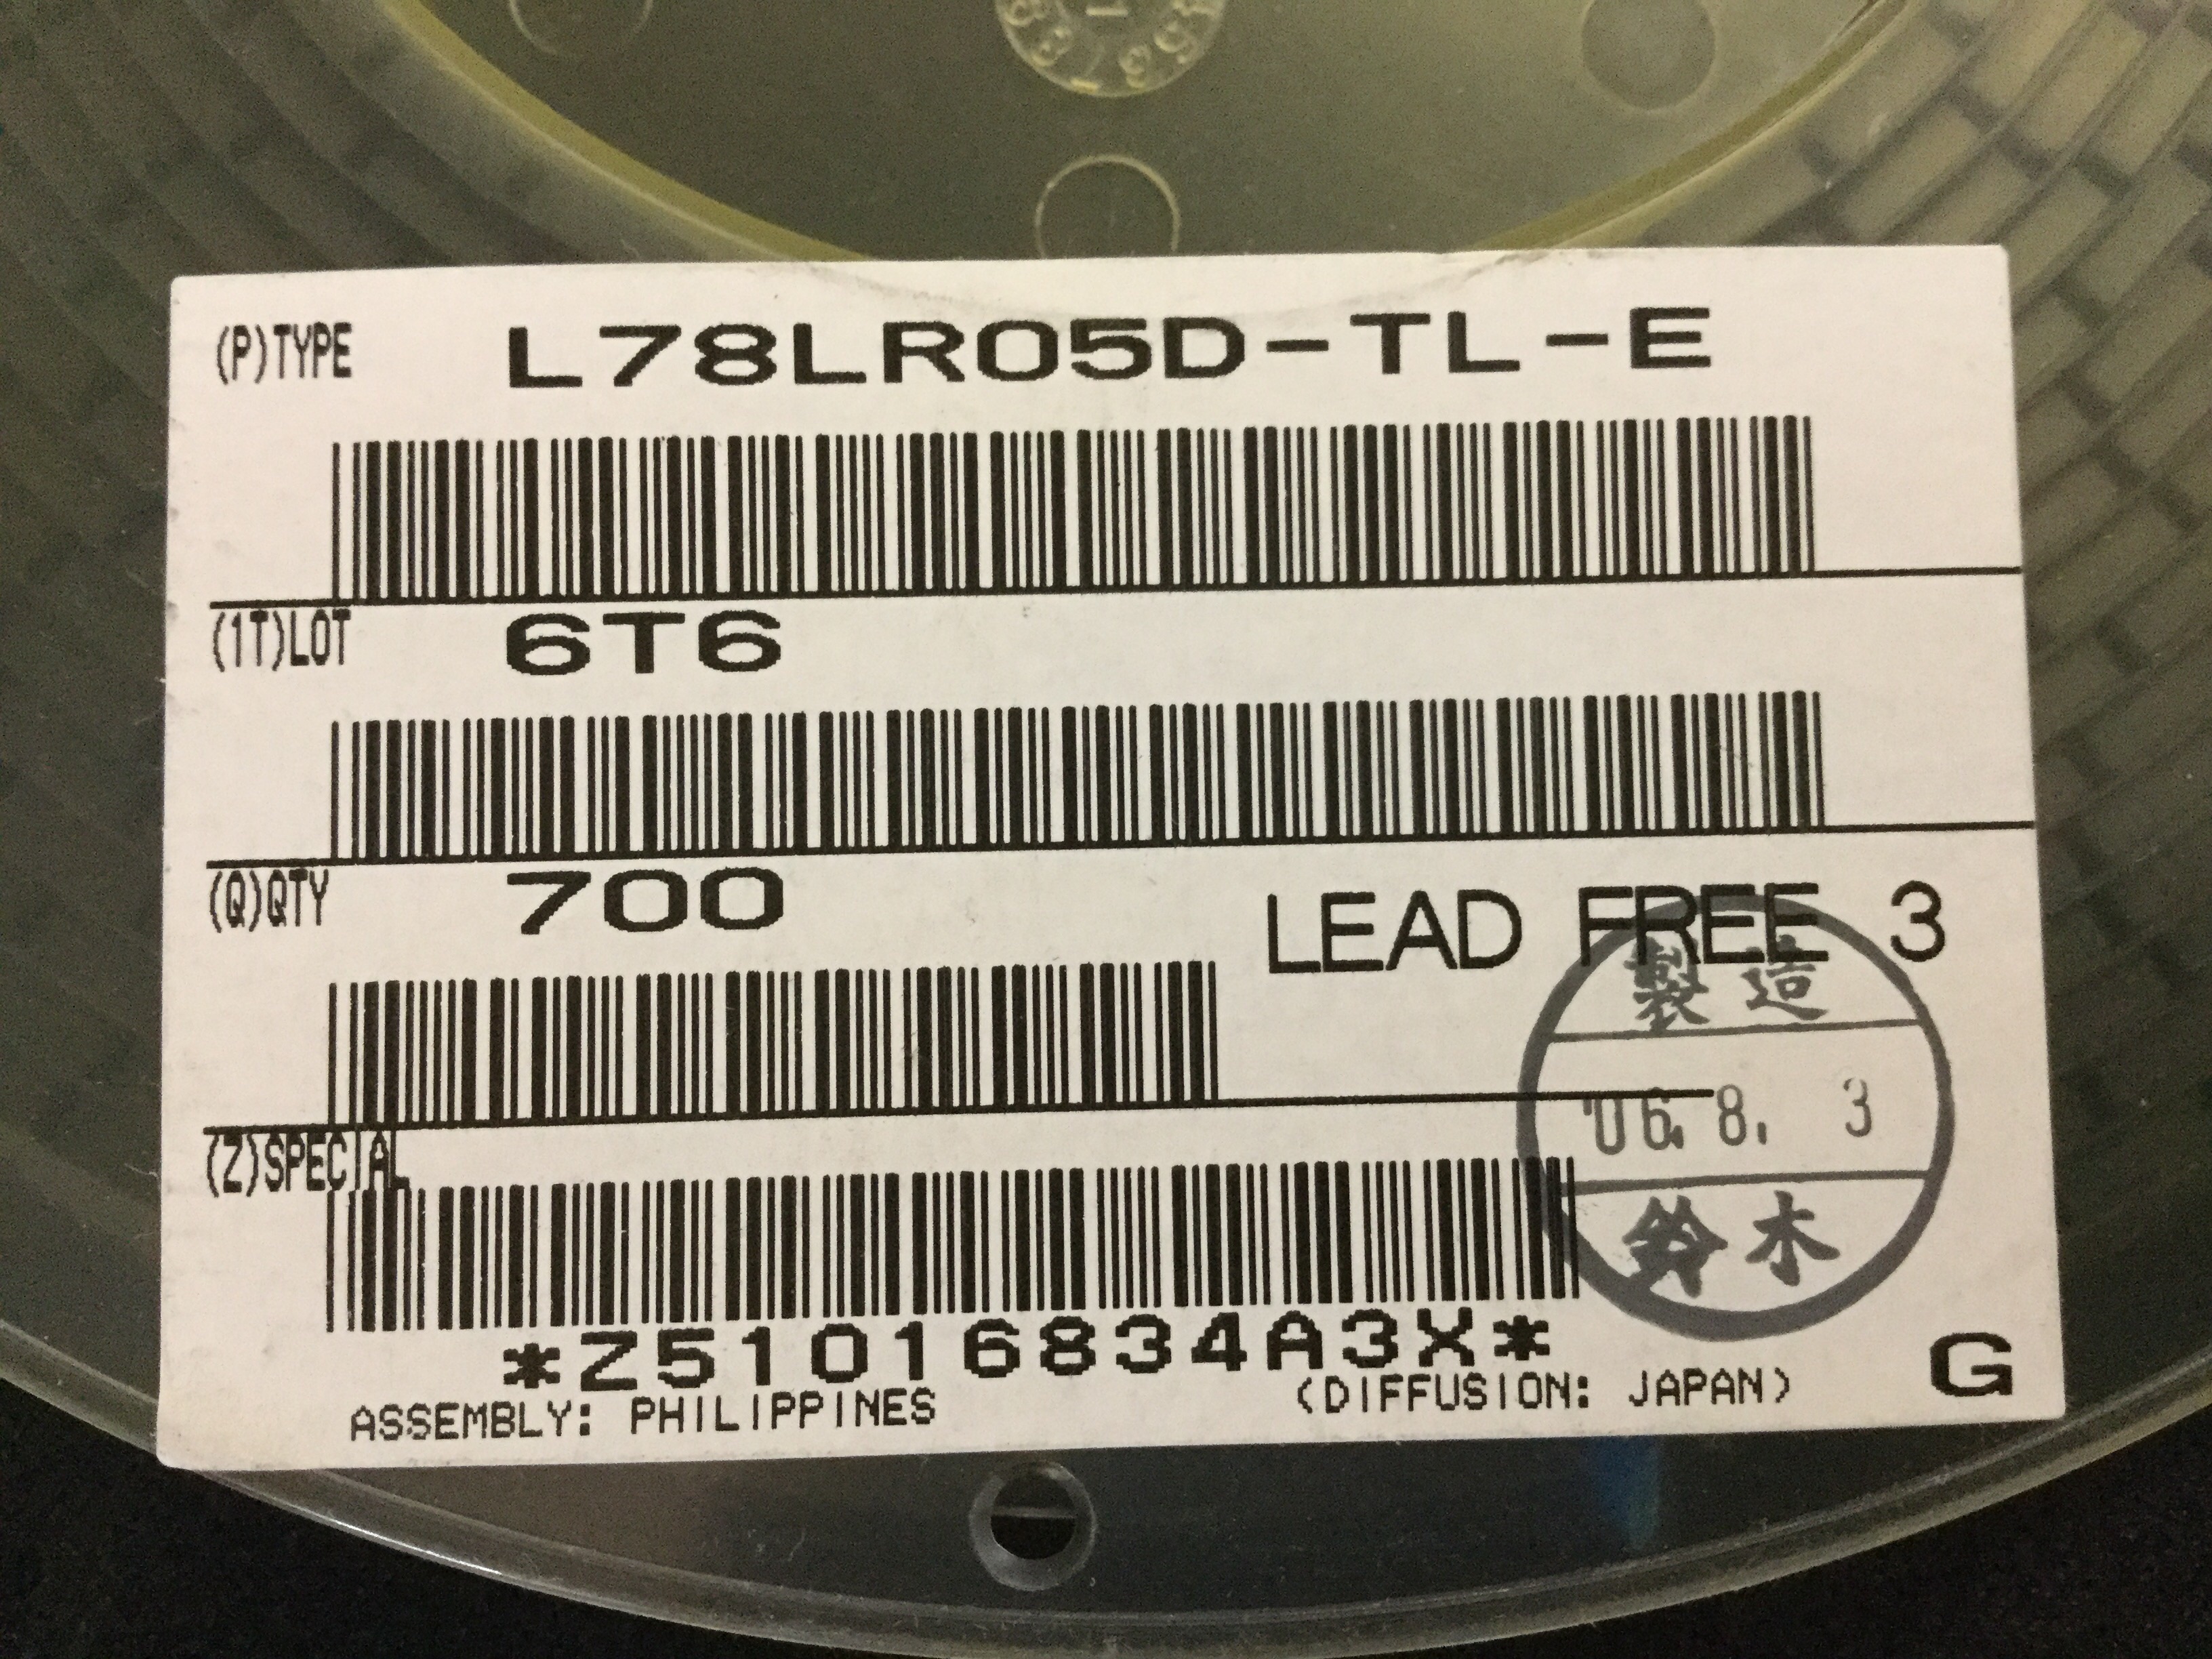 (P)TYPE L78LR05D-TL-E
(1T)LOT 6T6
(Q)QTY 700
LEAD FREE 3
製造
'06.8. 3
鈴木
(Z)SPECIAL
*Z51016834A3X*
ASSEMBLY: PHILIPPINES (DIFFUSION: JAPAN)
G